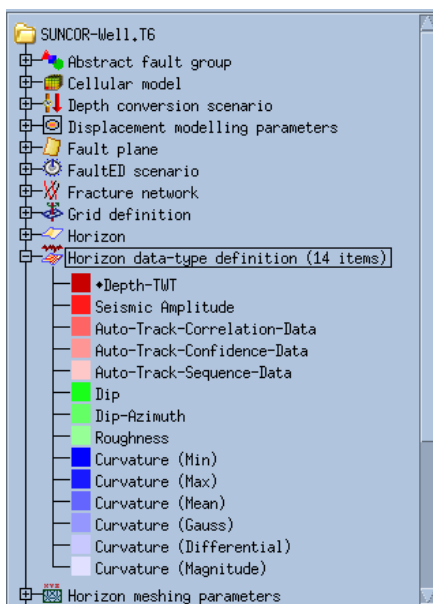 SUNCOR-Well.T6
Abstract fault group
Cellular model
Depth conversion scenario
Displacement modelling parameters
Fault plane
FaultED scenario
Fracture network
Grid definition
Horizon
Horizon data-type definition (14 items)
◆Depth-TWT
Seismic Amplitude
Auto-Track-Correlation-Data
Auto-Track-Confidence-Data
Auto-Track-Sequence-Data
Dip
Dip-Azimuth
Roughness
Curvature (Min)
Curvature (Max)
Curvature (Mean)
Curvature (Gauss)
Curvature (Differential)
Curvature (Magnitude)
Horizon meshing parameters